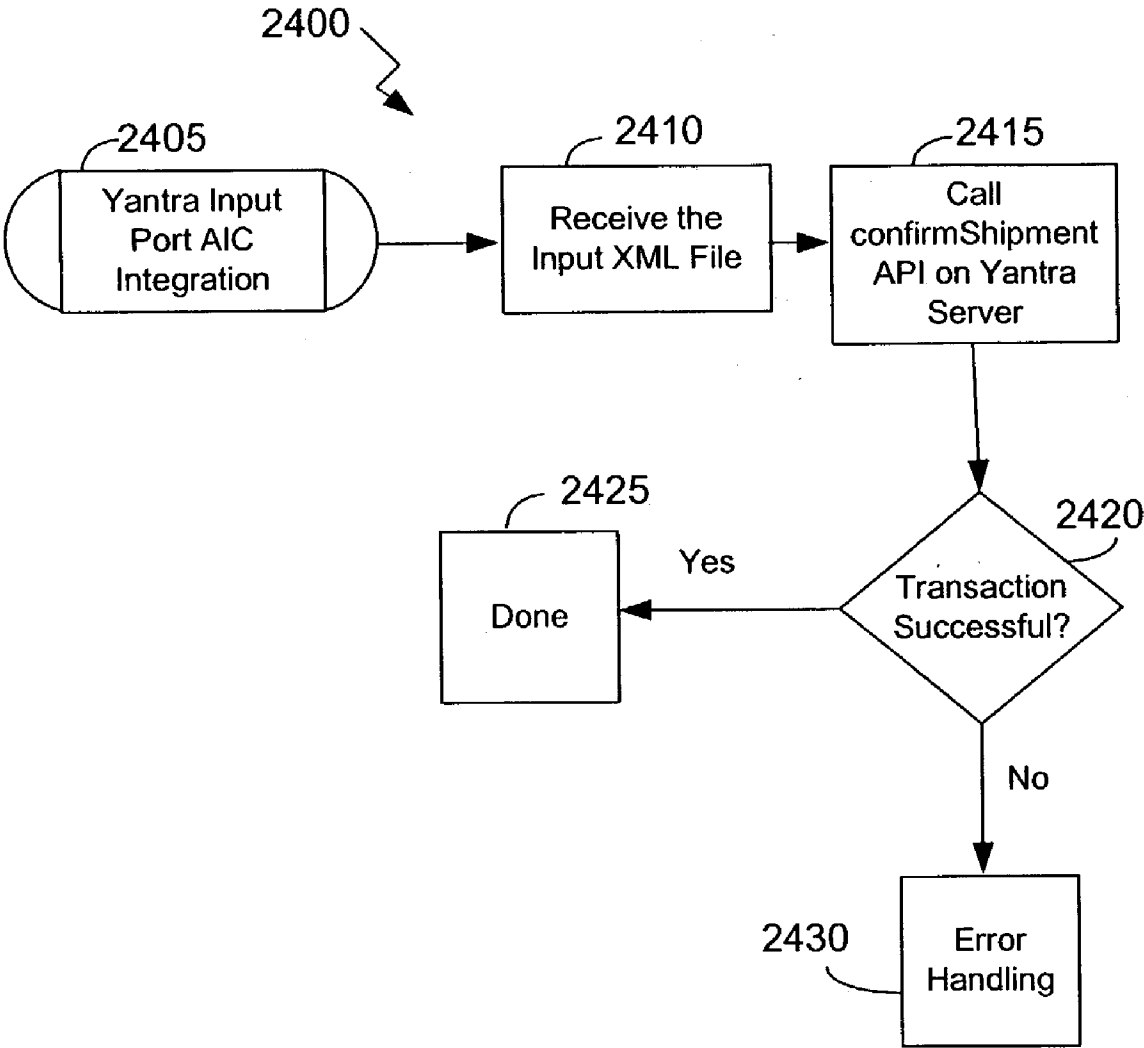 2400
2405
Yantra Input
Port AIC
Integration
2410
Receive the
Input XML File
2415
Call
confirmShipment
API on Yantra
Server
2420
Transaction
Successful?
Yes
2425
Done
No
2430
Error
Handling